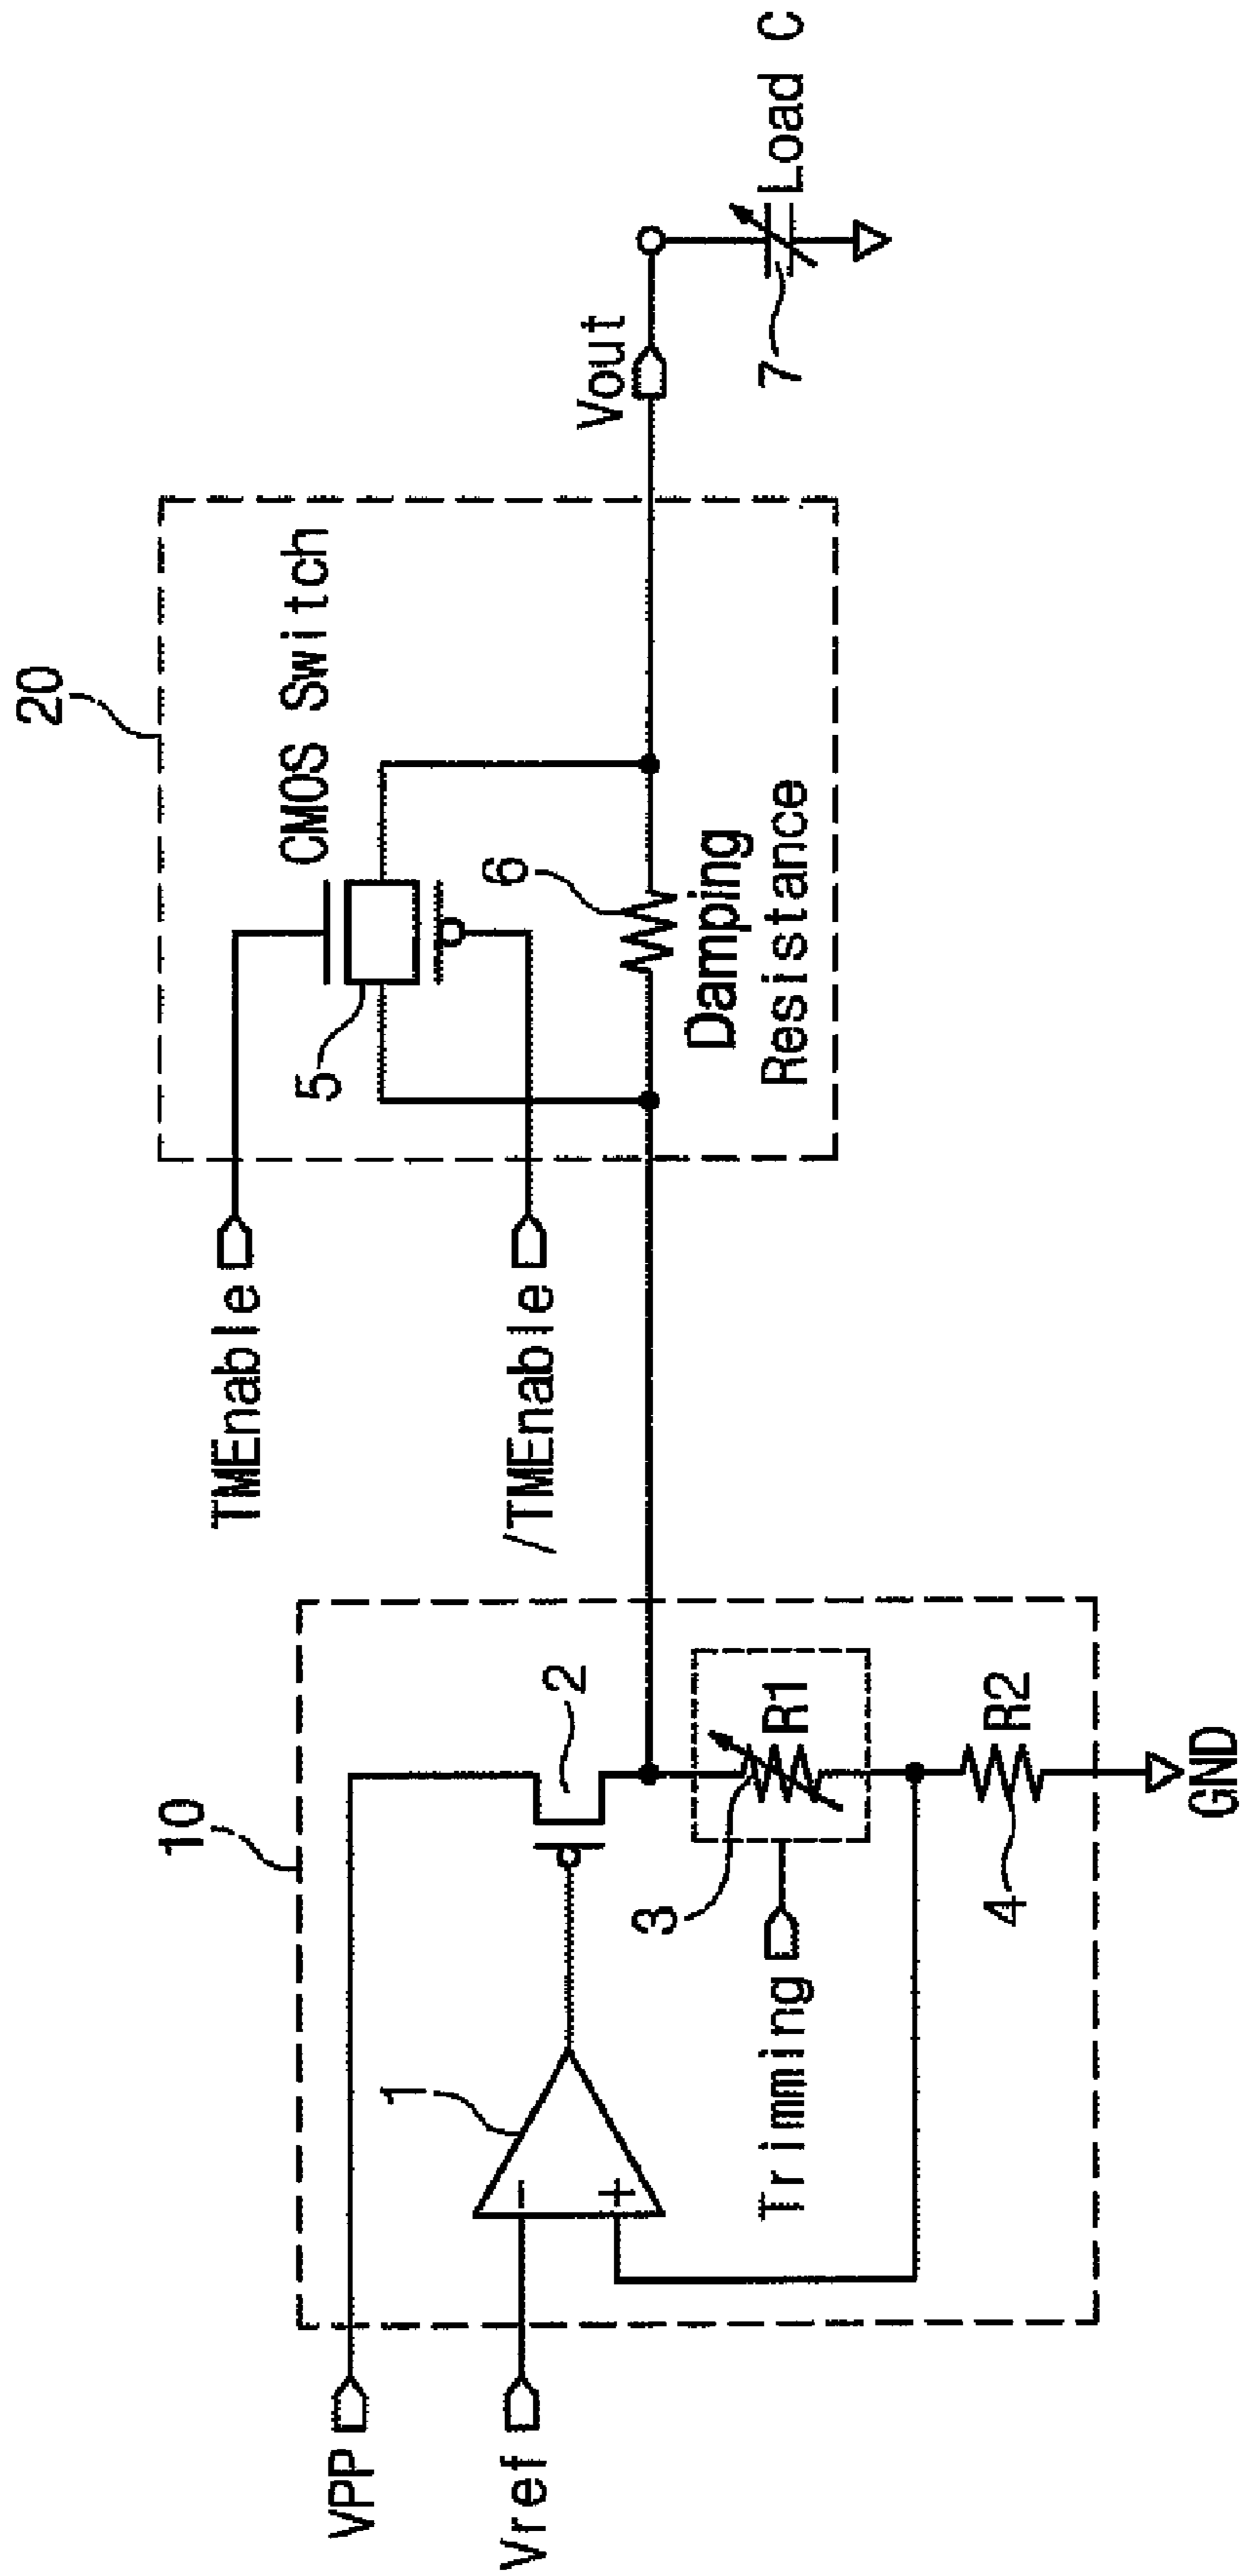 20
CMOS Switch
TMEnable
5
6
/TMEnable
Damping
Resistance
Vout
7
Load C
10
VPP
Vref
1
-
+
2
3
R1
Trimming
4
R2
GND